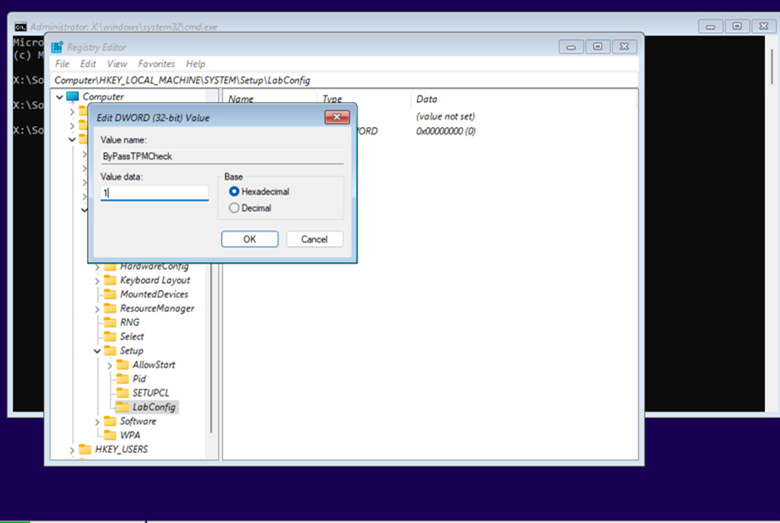 Administrator: X:\windows\system32\cmd.exe
Micro
(c) M
X:\So
X:\So
X:\So
Registry Editor
File Edit View Favorites Help
Computer\HKEY_LOCAL_MACHINE\SYSTEM\Setup\LabConfig
Computer
Name Type Data
(value not set)
WORD 0x00000000 (0)
Edit DWORD (32-bit) Value
Value name:
ByPassTPMCheck
Value data:
1
Base
Hexadecimal
Decimal
OK Cancel
HardwareConfig
Keyboard Layout
MountedDevices
ResourceManager
RNG
Select
Setup
AllowStart
Pid
SETUPCL
LabConfig
Software
WPA
HKEY_USERS